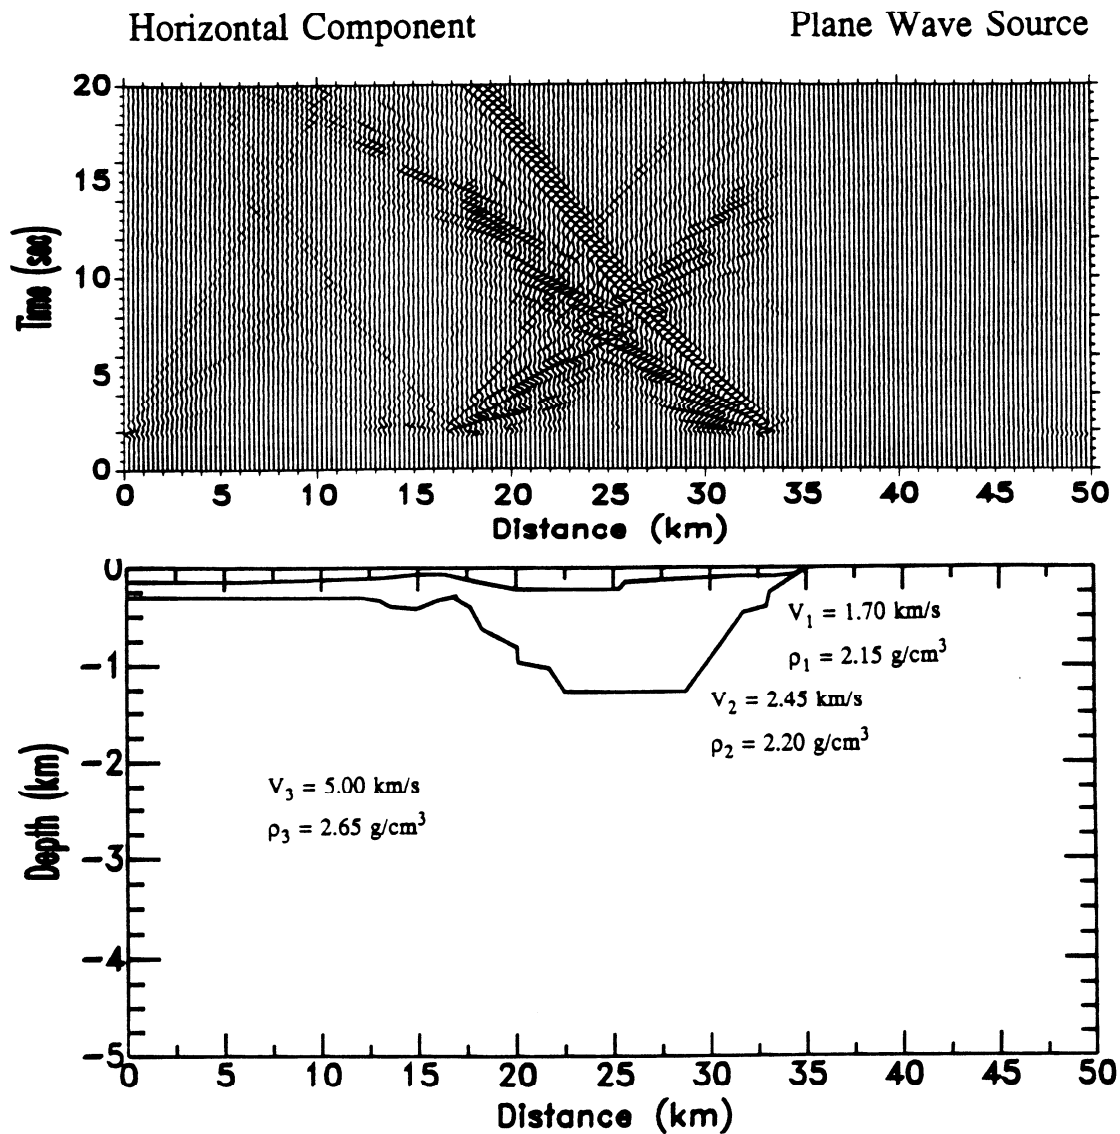 Horizontal Component
Plane Wave Source
20
15
10
5
0
Time (sec)
0 5 10 15 20 25 30 35 40 45 50
Distance (km)
0
-1
-2
-3
-4
-5
Depth (km)
V1 = 1.70 km/s
ρ1 = 2.15 g/cm³
V2 = 2.45 km/s
ρ2 = 2.20 g/cm³
V3 = 5.00 km/s
ρ3 = 2.65 g/cm³
0 5 10 15 20 25 30 35 40 45 50
Distance (km)